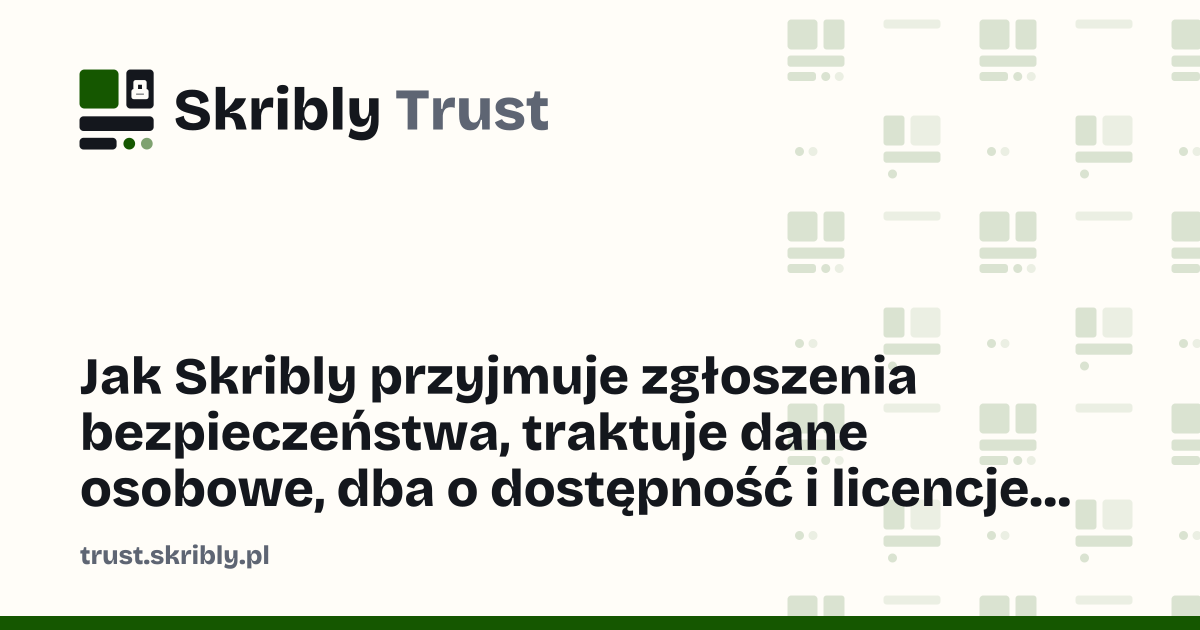 Skribly Trust
Jak Skribly przyjmuje zgłoszenia
bezpieczeństwa, traktuje dane
osobowe, dba o dostępność i licencje...
trust.skribly.pl